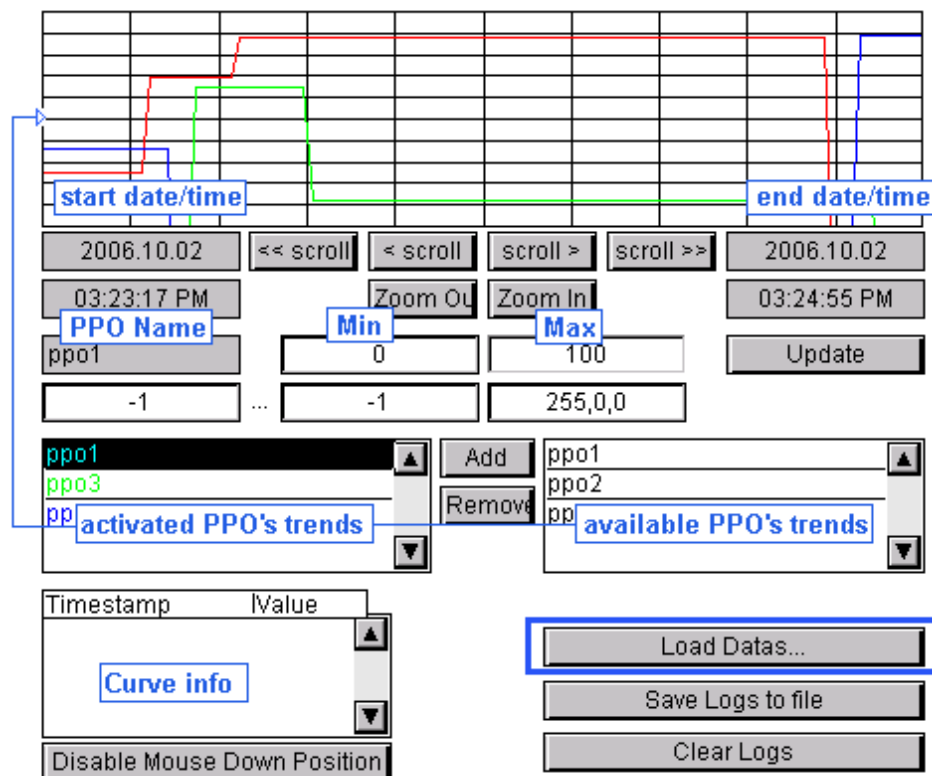 start date/time end date/time
2006.10.02 << scroll < scroll scroll > scroll >> 2006.10.02
03:23:17 PM Zoom Ou Zoom In 03:24:55 PM
PPO Name Min Max
ppo1 0 100 Update
-1 ... -1 255,0,0
ppo1 Add ppo1
ppo3 ppo2
pp Remove pp
activated PPO's trends available PPO's trends
Timestamp Value
Load Datas...
Curve info
Save Logs to file
Disable Mouse Down Position Clear Logs